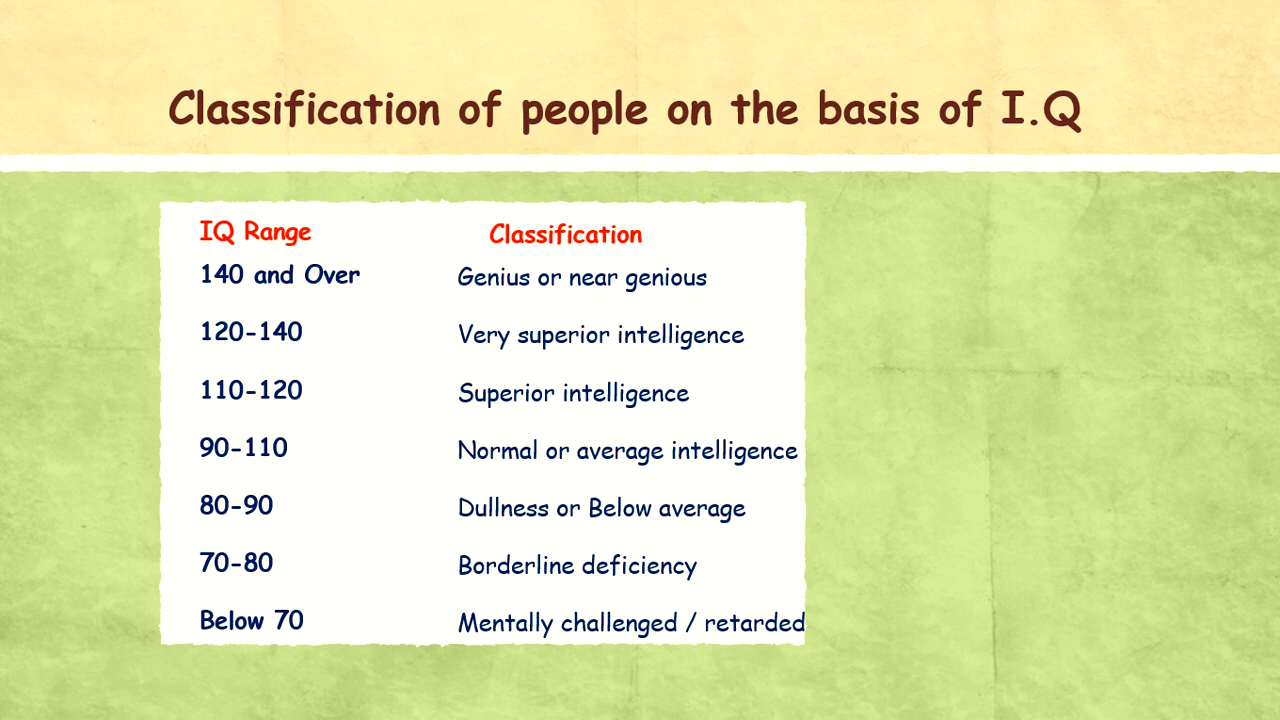 Classification of people on the basis of I.Q
IQ Range Classification
140 and Over Genius or near genious
120-140 Very superior intelligence
110-120 Superior intelligence
90-110 Normal or average intelligence
80-90 Dullness or Below average
70-80 Borderline deficiency
Below 70 Mentally challenged / retarded